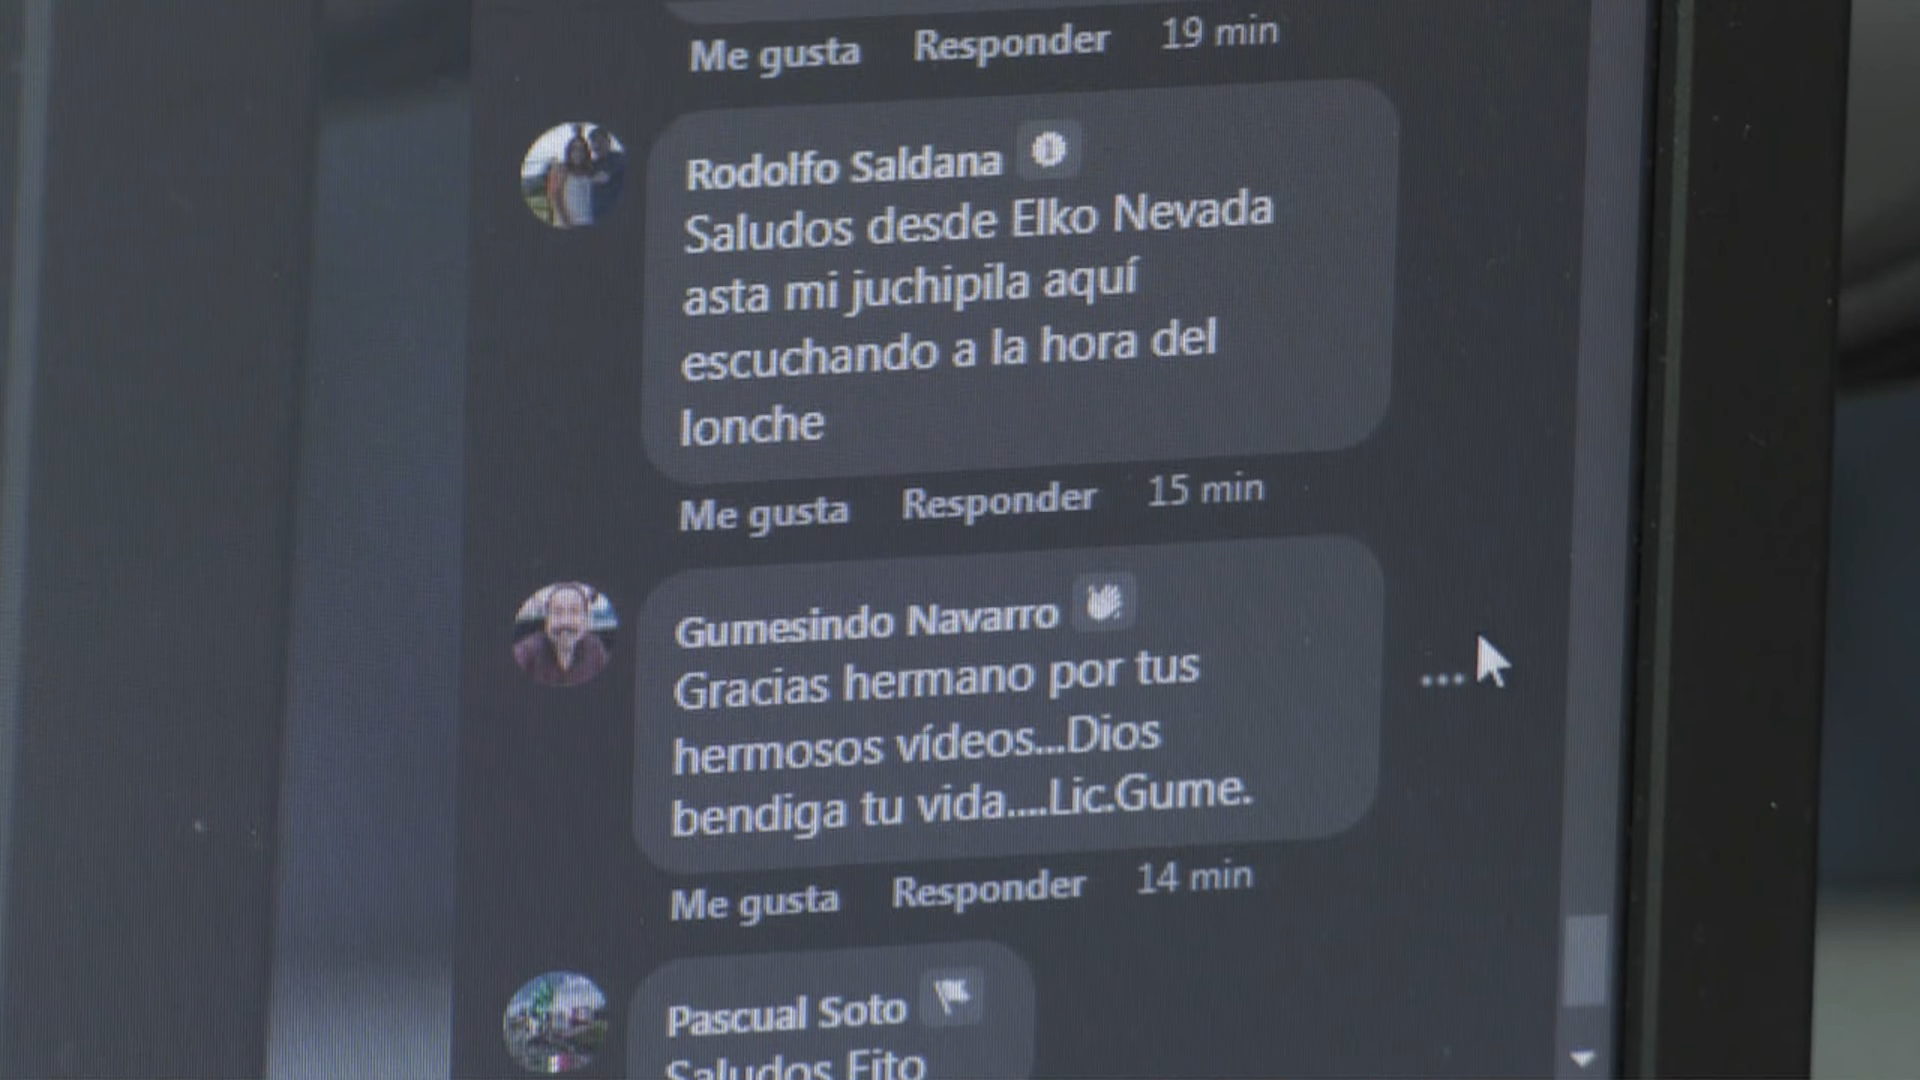 Me gusta Responder 19 min
Rodolfo Saldana
Saludos desde Elko Nevada
asta mi juchipila aquí
escuchando a la hora del
lonche
Me gusta Responder 15 min
Gumesindo Navarro
Gracias hermano por tus
hermosos vídeos...Dios
bendiga tu vida....Lic.Gume.
Me gusta Responder 14 min
Pascual Soto
Saludos Fito